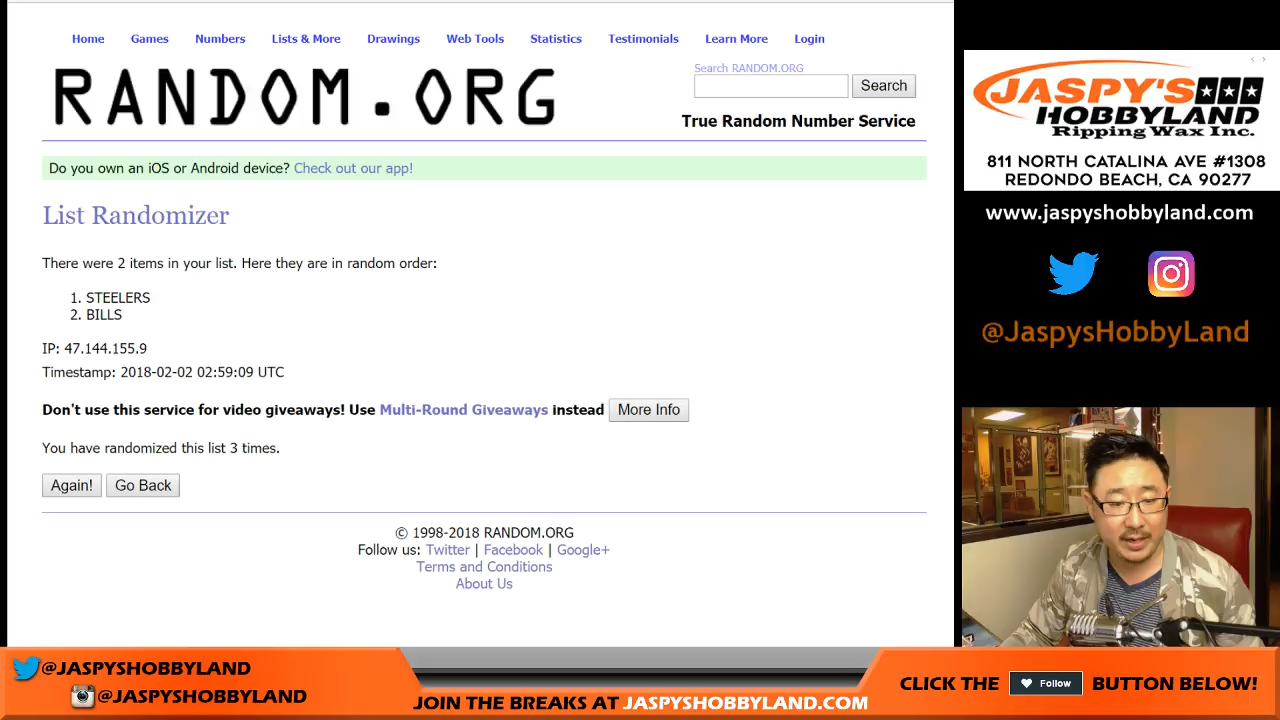 Home Games Numbers Lists & More Drawings Web Tools Statistics Testimonials Learn More Login
RANDOM.ORG
Search RANDOM.ORG
Search
True Random Number Service
Do you own an iOS or Android device? Check out our app!
List Randomizer
There were 2 items in your list. Here they are in random order:
1. STEELERS
2. BILLS
IP: 47.144.155.9
Timestamp: 2018-02-02 02:59:09 UTC
Don't use this service for video giveaways! Use Multi-Round Giveaways instead More Info
You have randomized this list 3 times.
Again! Go Back
© 1998-2018 RANDOM.ORG
Follow us: Twitter | Facebook | Google+
Terms and Conditions
About Us
JASPY'S
HOBBYLAND
Ripping Wax Inc.
811 NORTH CATALINA AVE #1308
REDONDO BEACH, CA 90277
www.jaspyshobbyland.com
@JaspysHobbyLand
@JASPYSHOBBYLAND
@JASPYSHOBBYLAND
JOIN THE BREAKS AT JASPYSHOBBYLAND.COM
CLICK THE Follow BUTTON BELOW!